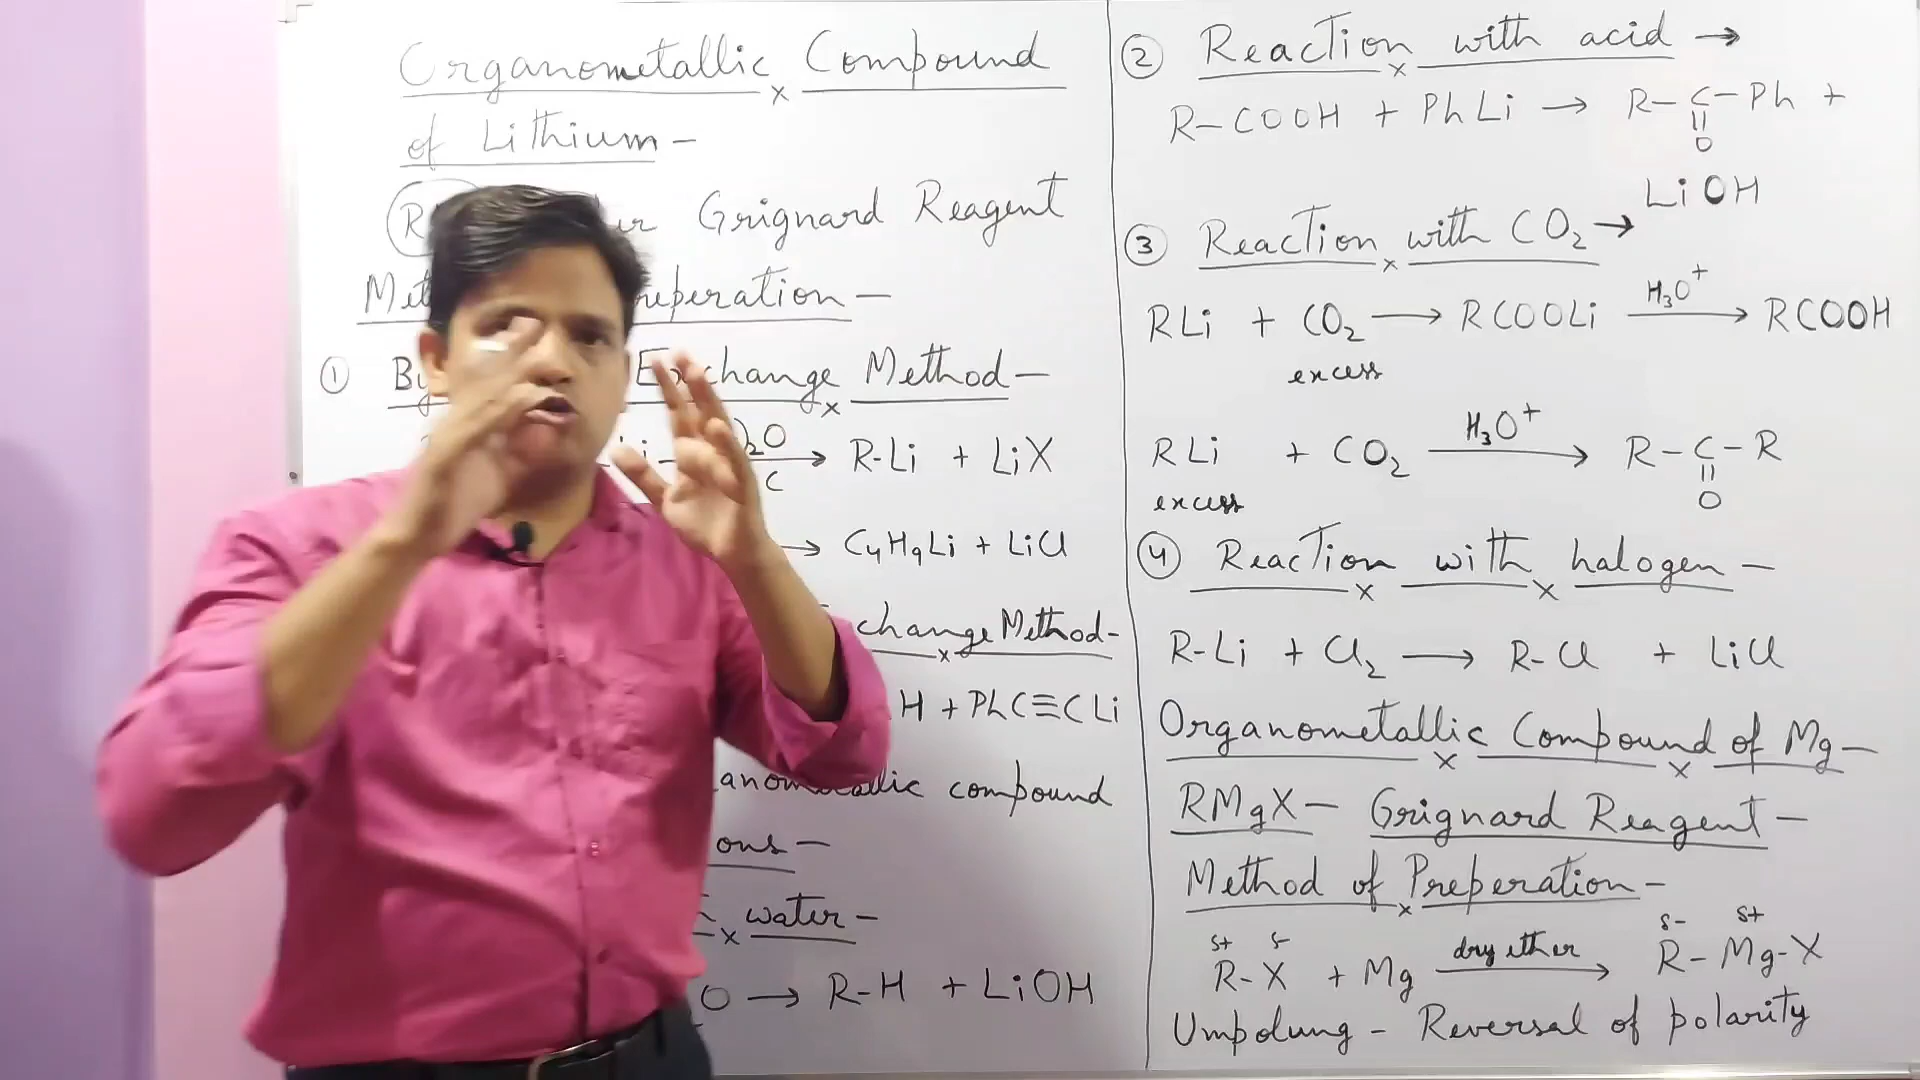 Organometallic Compound
of Lithium -
Grignard Reagent
preperation -
① By Exchange Method -
→ R-Li + LiX
→ C4H9Li + LiCl
change Method -
H + PhC≡CLi
anometallic compound
ons -
water -
O → R-H + LiOH
② Reaction with acid →
R-COOH + PhLi → R-C-Ph +
O
LiOH
③ Reaction with CO2 →
RLi + CO2 → RCOOLi H3O+ → RCOOH
excess
RLi + CO2 H3O+ → R-C-R
excess O
④ Reaction with halogen -
R-Li + Cl2 → R-Cl + LiCl
Organometallic Compound of Mg -
RMgX - Grignard Reagent -
Method of Preperation -
δ+ δ- δ- δ+
R-X + Mg dry ether → R-Mg-X
Umpolung - Reversal of polarity